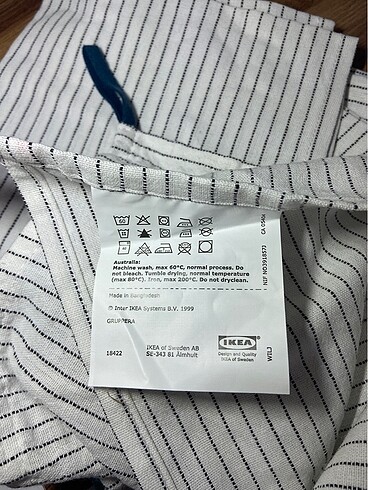 Australia:
Machine wash, max 60°C, normal process. Do
not bleach. Tumble drying, normal temperature
(max 80°C). Iron, max 200°C. Do not dryclean.
Made in Bangladesh
© Inter IKEA Systems B.V. 1999
GRUPPERA
18422
IKEA of Sweden AB
SE-343 81 Älmhult
IKEA
Design and Quality
IKEA of Sweden